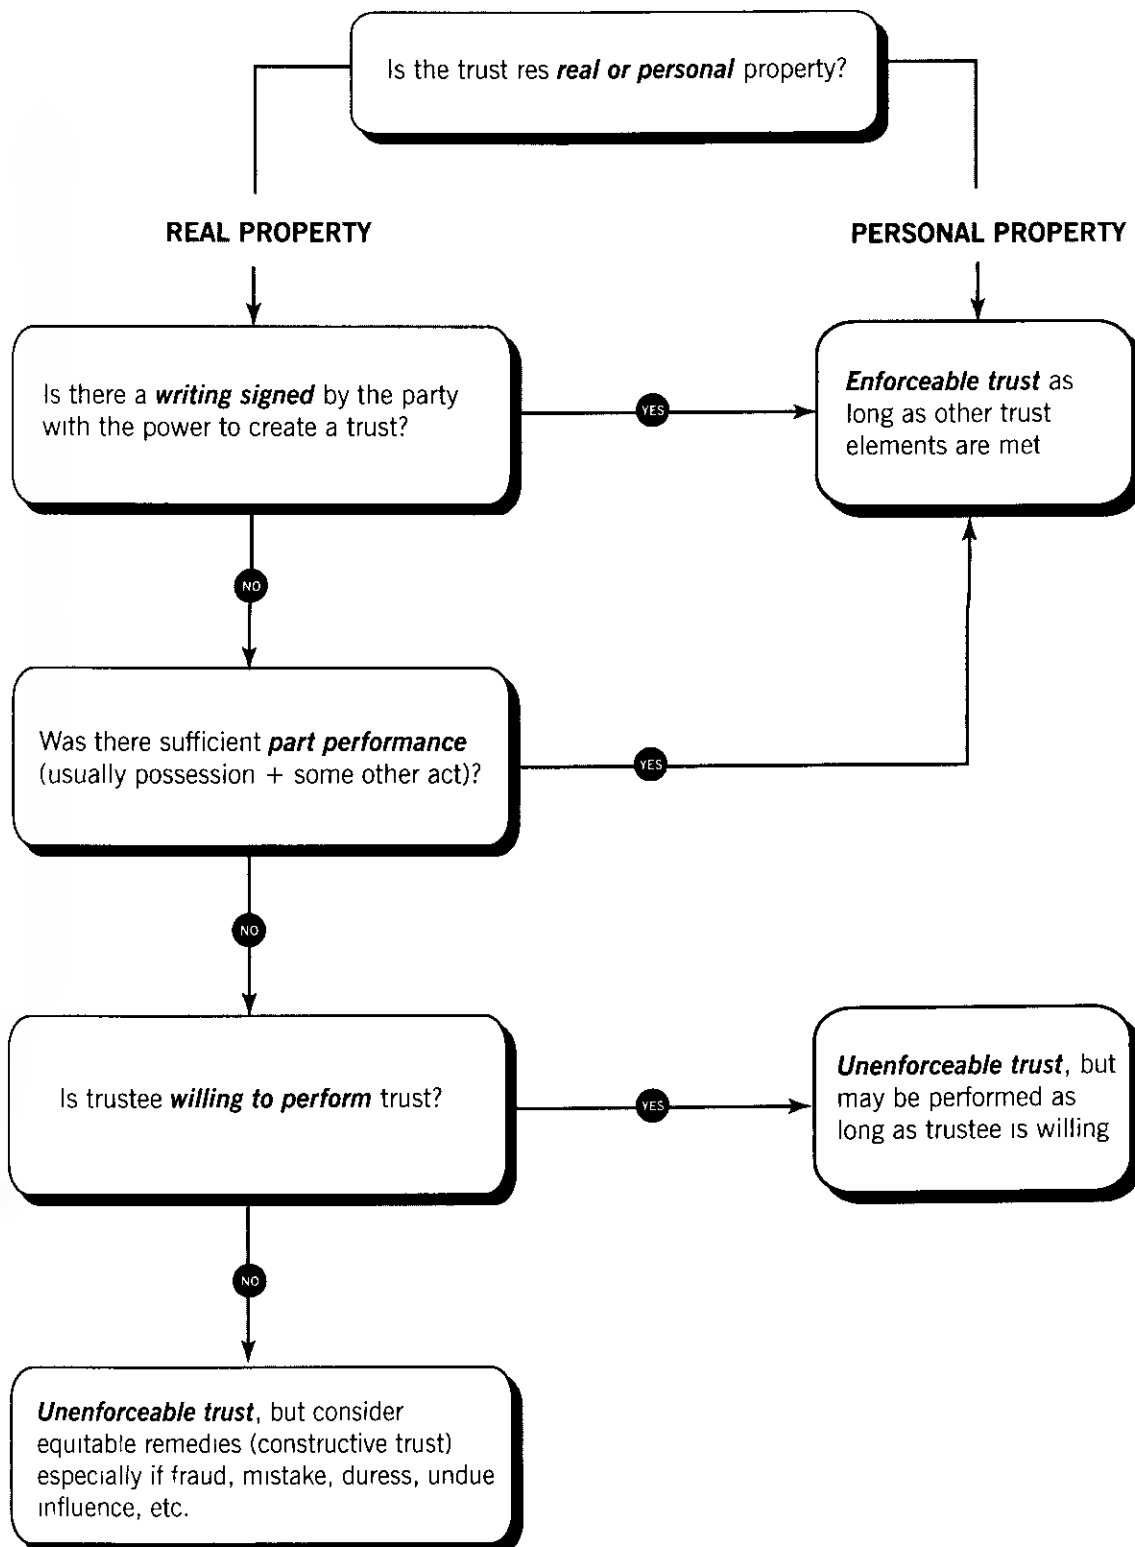 Is the trust res real or personal property?
REAL PROPERTY
PERSONAL PROPERTY
Is there a writing signed by the party
with the power to create a trust?
YES
Enforceable trust as
long as other trust
elements are met
NO
Was there sufficient part performance
(usually possession + some other act)?
YES
NO
Is trustee willing to perform trust?
YES
Unenforceable trust, but
may be performed as
long as trustee is willing
NO
Unenforceable trust, but consider
equitable remedies (constructive trust)
especially if fraud, mistake, duress, undue
influence, etc.